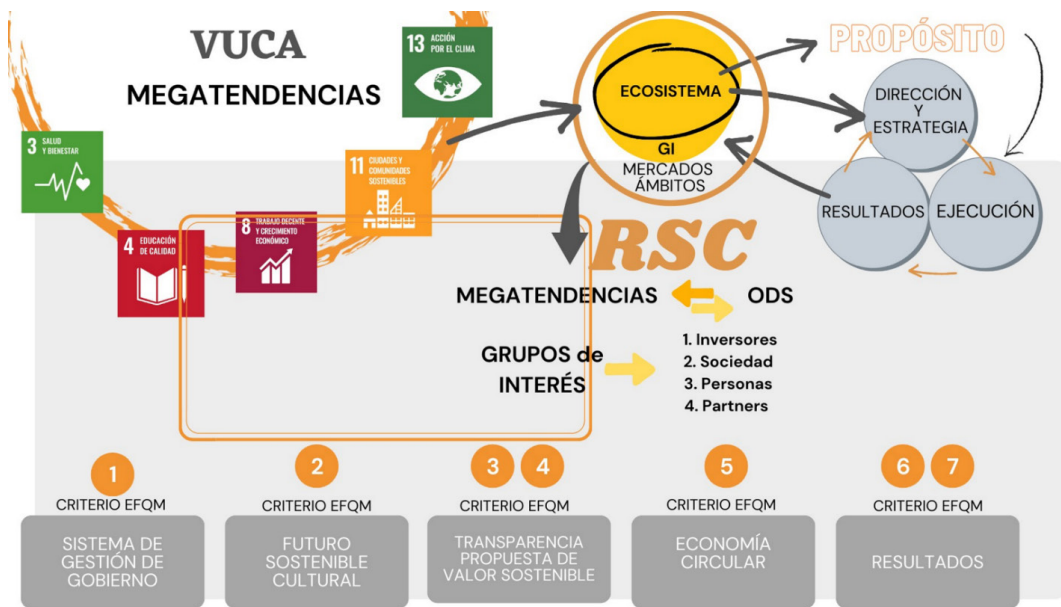 VUCA
MEGATENDENCIAS
3 SALUD
Y BIENESTAR
4 EDUCACIÓN
DE CALIDAD
8 TRABAJO DECENTE
Y CRECIMIENTO
ECONÓMICO
11 CIUDADES Y
COMUNIDADES
SOSTENIBLES
13 ACCIÓN
POR EL CLIMA
ECOSISTEMA
GI
MERCADOS
ÁMBITOS
PROPÓSITO
DIRECCIÓN
Y
ESTRATEGIA
RESULTADOS
EJECUCIÓN
RSC
MEGATENDENCIAS
ODS
GRUPOS de
INTERÉS
1. Inversores
2. Sociedad
3. Personas
4. Partners
1
CRITERIO EFQM
SISTEMA DE
GESTIÓN DE
GOBIERNO
2
CRITERIO EFQM
FUTURO
SOSTENIBLE
CULTURAL
3 4
CRITERIO EFQM
TRANSPARENCIA
PROPUESTA DE
VALOR SOSTENIBLE
5
CRITERIO EFQM
ECONOMÍA
CIRCULAR
6 7
CRITERIO EFQM
RESULTADOS